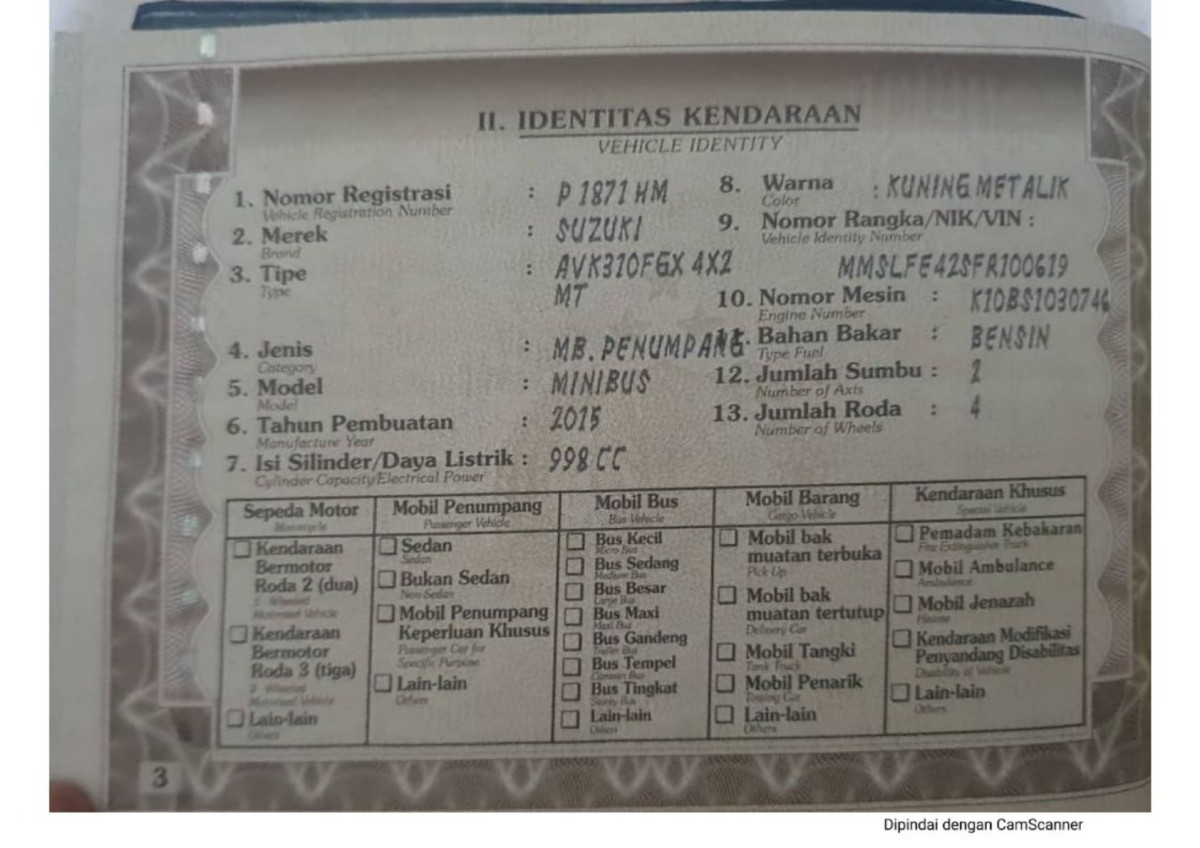 II. IDENTITAS KENDARAAN
VEHICLE IDENTITY
1. Nomor Registrasi : P 1871 HM
Vehicle Registration Number
2. Merek : SUZUKI
Brand
3. Tipe : AVK310FGX 4X2
Type
MT
4. Jenis : MB. PENUMPANG
Category
5. Model : MINIBUS
Model
6. Tahun Pembuatan : 2015
Manufacture Year
7. Isi Silinder/Daya Listrik : 998 CC
Cylinder Capacity/Electrical Power
8. Warna : KUNING METALIK
Color
9. Nomor Rangka/NIK/VIN :
Vehicle Identity Number
MMSLFE42SFR100619
10. Nomor Mesin : K10BS1030746
Engine Number
Bahan Bakar : BENSIN
Type Fuel
12. Jumlah Sumbu : 2
Number of Axis
13. Jumlah Roda : 4
Number of Wheels
Sepeda Motor
Motorcycle
Kendaraan
Bermotor
Roda 2 (dua)
Kendaraan
Bermotor
Roda 3 (tiga)
Lain-lain
Others
Mobil Penumpang
Passenger Vehicle
Sedan
Sedan
Bukan Sedan
Non Sedan
Mobil Penumpang
Keperluan Khusus
Passenger Car for
Specific Purpose
Lain-lain
Others
Mobil Bus
Bus Vehicle
Bus Kecil
Micro Bus
Bus Sedang
Medium Bus
Bus Besar
Large Bus
Bus Maxi
Maxi Bus
Bus Gandeng
Bus Tempel
Bus Tingkat
Lain-lain
Others
Mobil Barang
Cargo Vehicle
Mobil bak
muatan terbuka
Pick Up
Mobil bak
muatan tertutup
Delivery Car
Mobil Tangki
Tank Truck
Mobil Penarik
Towing Car
Lain-lain
Others
Kendaraan Khusus
Special Vehicle
Pemadam Kebakaran
Fire Extinguisher Truck
Mobil Ambulance
Ambulance
Mobil Jenazah
Kendaraan Modifikasi
Penyandang Disabilitas
Lain-lain
Others
3
Dipindai dengan CamScanner